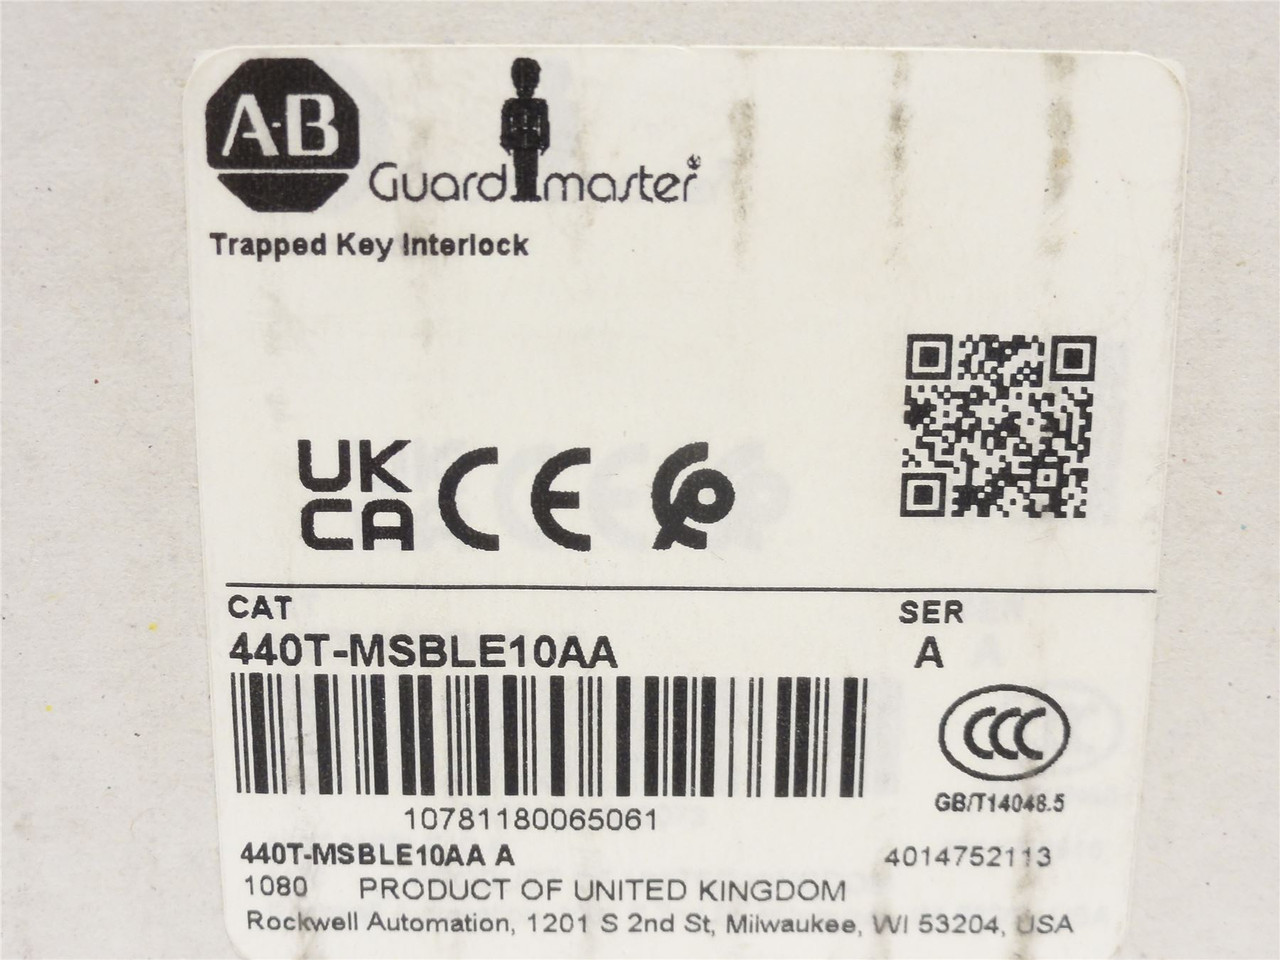 A-B
Guardmaster
Trapped Key Interlock
UK
CA CE
CAT
440T-MSBLE10AA
SER
A
CCC
GB/T14048.5
10781180065061
440T-MSBLE10AA A
4014752113
1080 PRODUCT OF UNITED KINGDOM
Rockwell Automation, 1201 S 2nd St, Milwaukee, WI 53204, USA